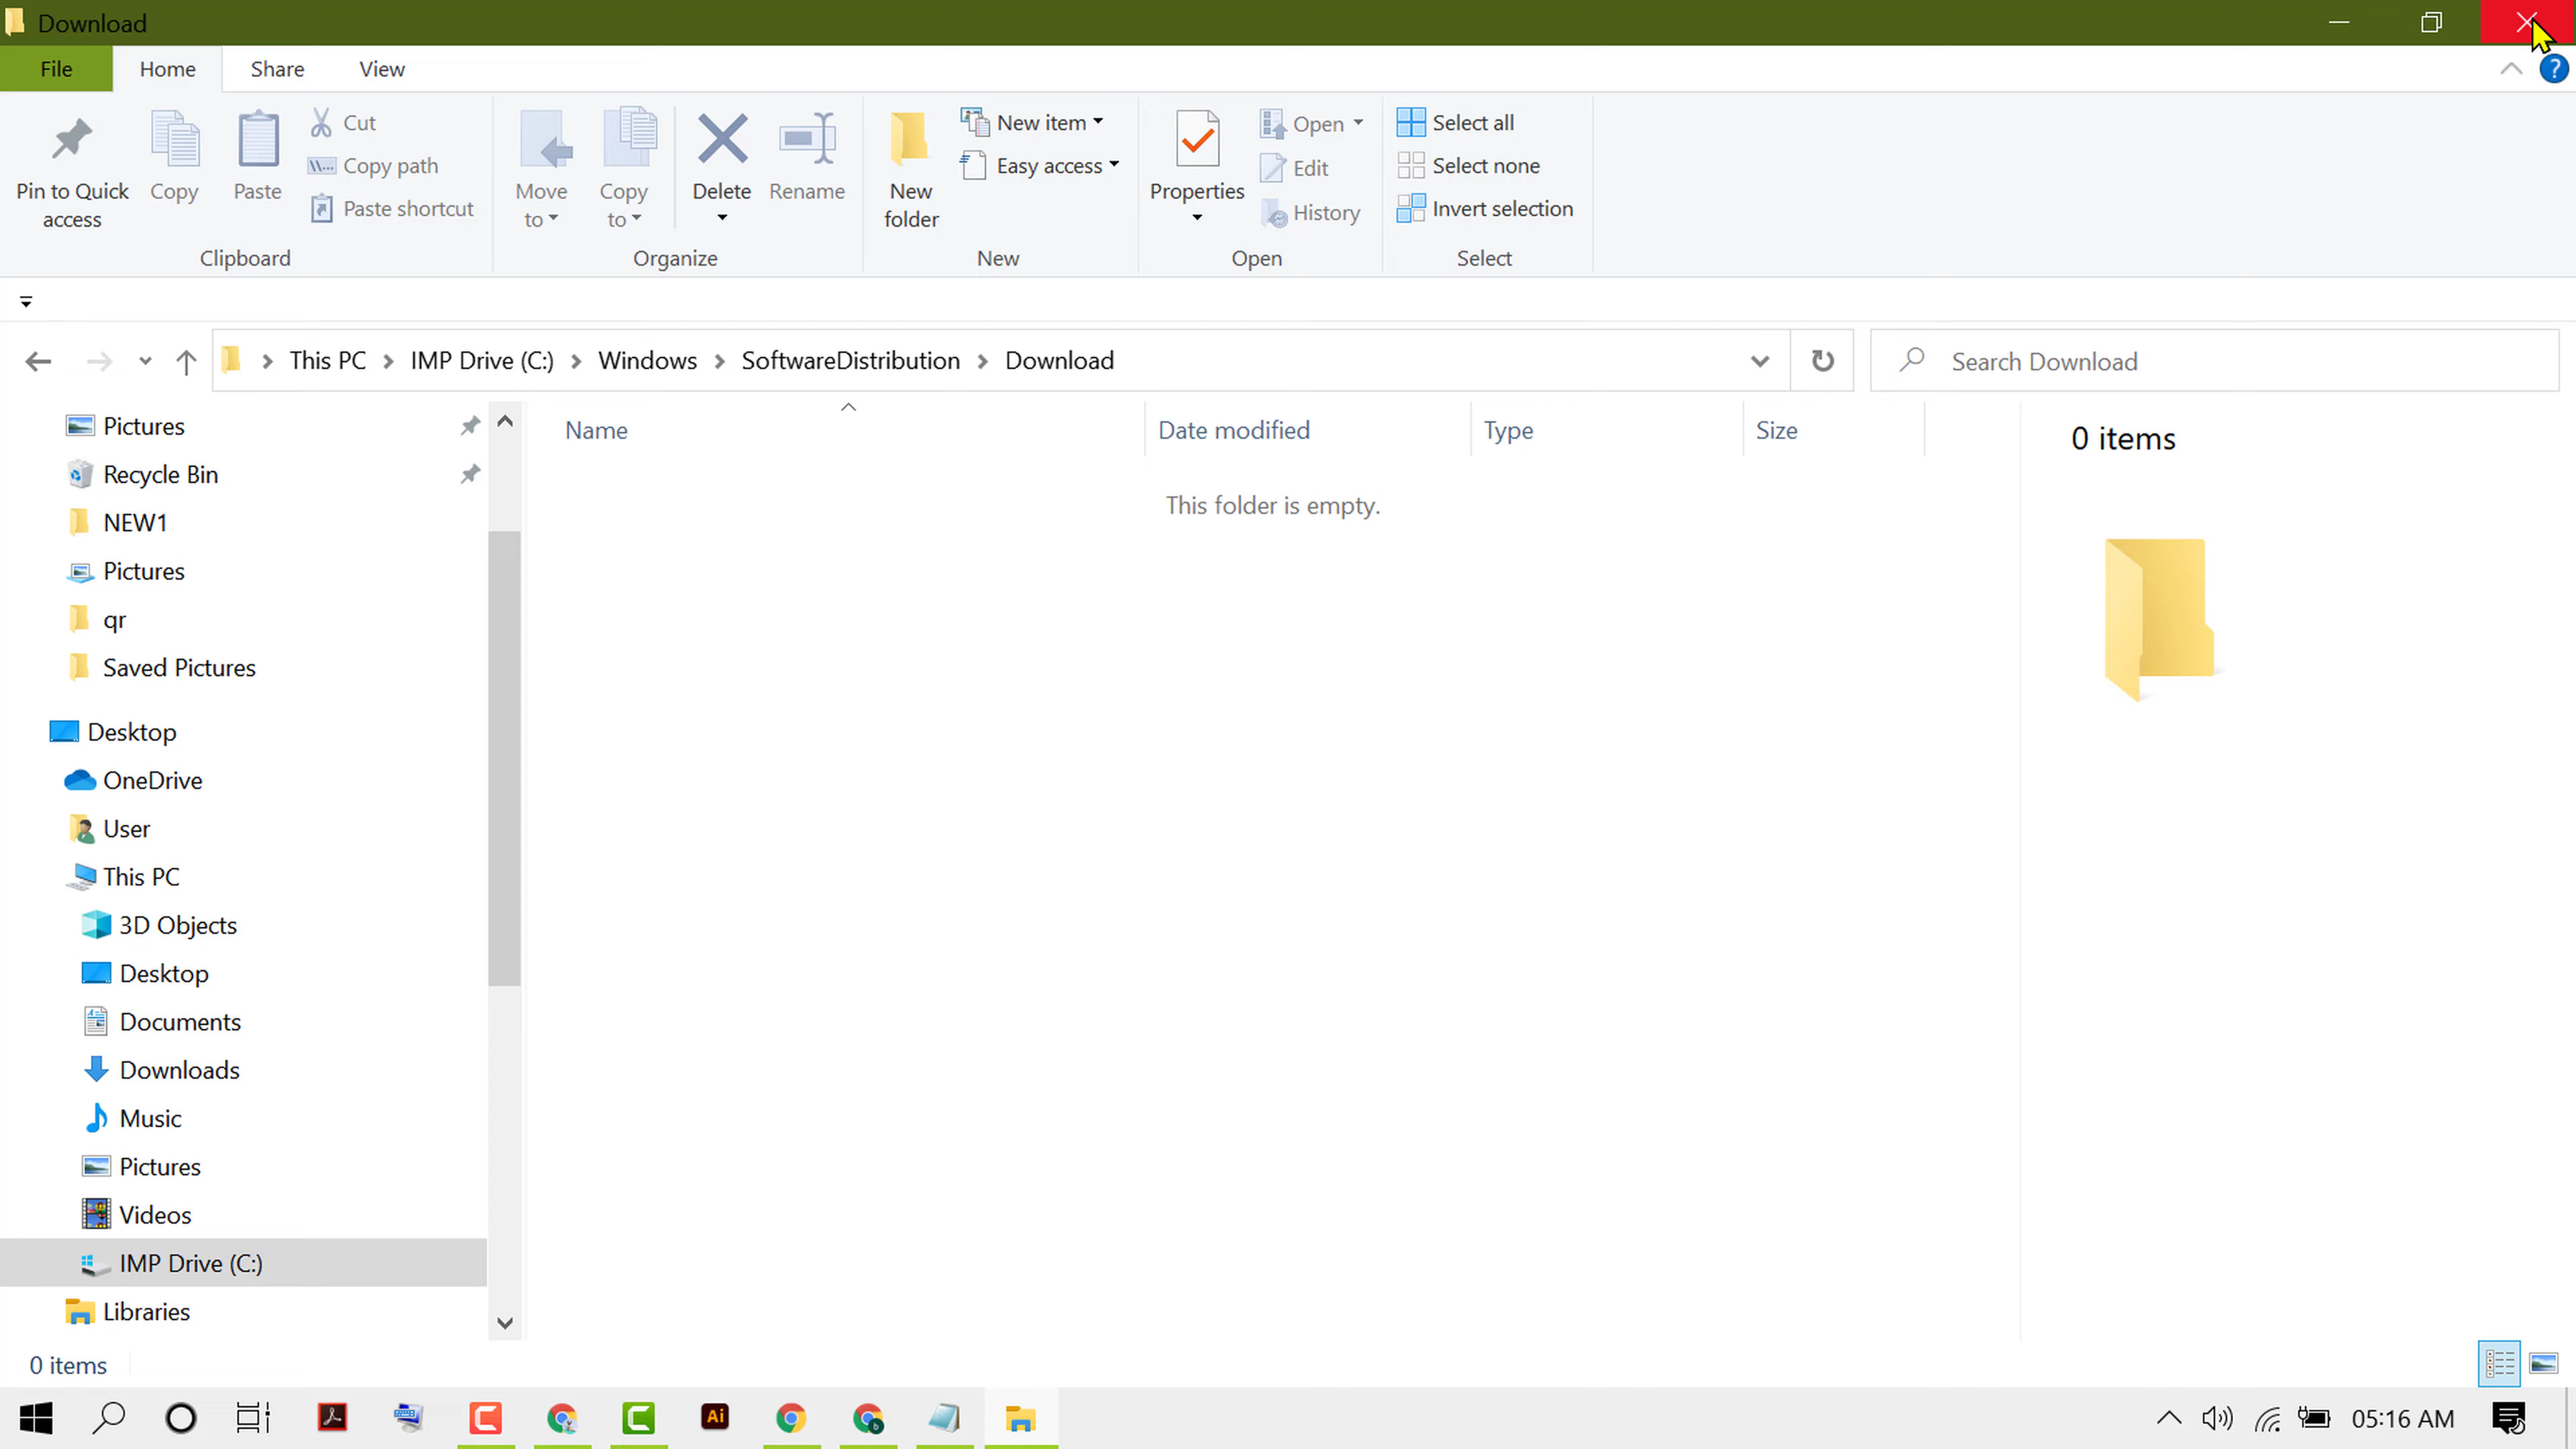 Download
File Home Share View
Pin to Quick access
Copy
Paste
Cut
Copy path
Paste shortcut
Clipboard
Move to
Copy to
Delete
Rename
Organize
New folder
New item
Easy access
New
Properties
Open
Edit
History
Open
Select all
Select none
Invert selection
Select
This PC > IMP Drive (C:) > Windows > SoftwareDistribution > Download
Search Download
Pictures
Recycle Bin
NEW1
Pictures
qr
Saved Pictures
Desktop
OneDrive
User
This PC
3D Objects
Desktop
Documents
Downloads
Music
Pictures
Videos
IMP Drive (C:)
Libraries
Name Date modified Type Size
This folder is empty.
0 items
0 items
Ai
05:16 AM